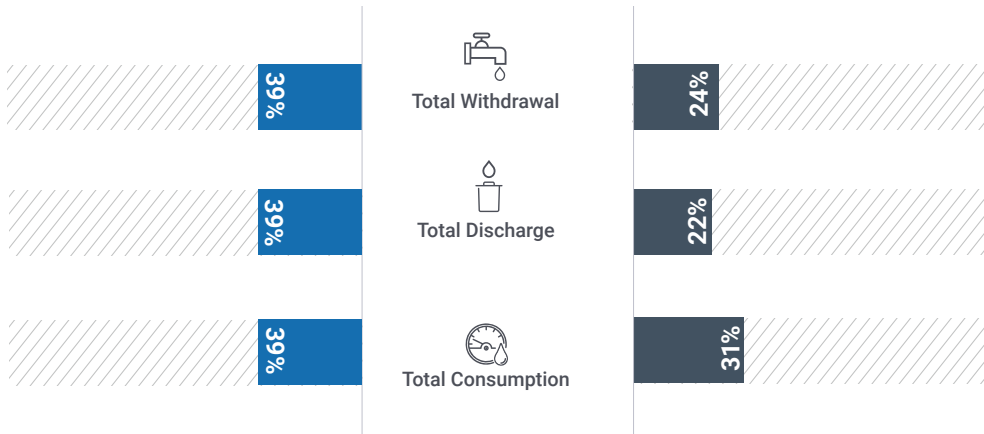 39%
Total Withdrawal
24%
39%
Total Discharge
22%
39%
Total Consumption
31%